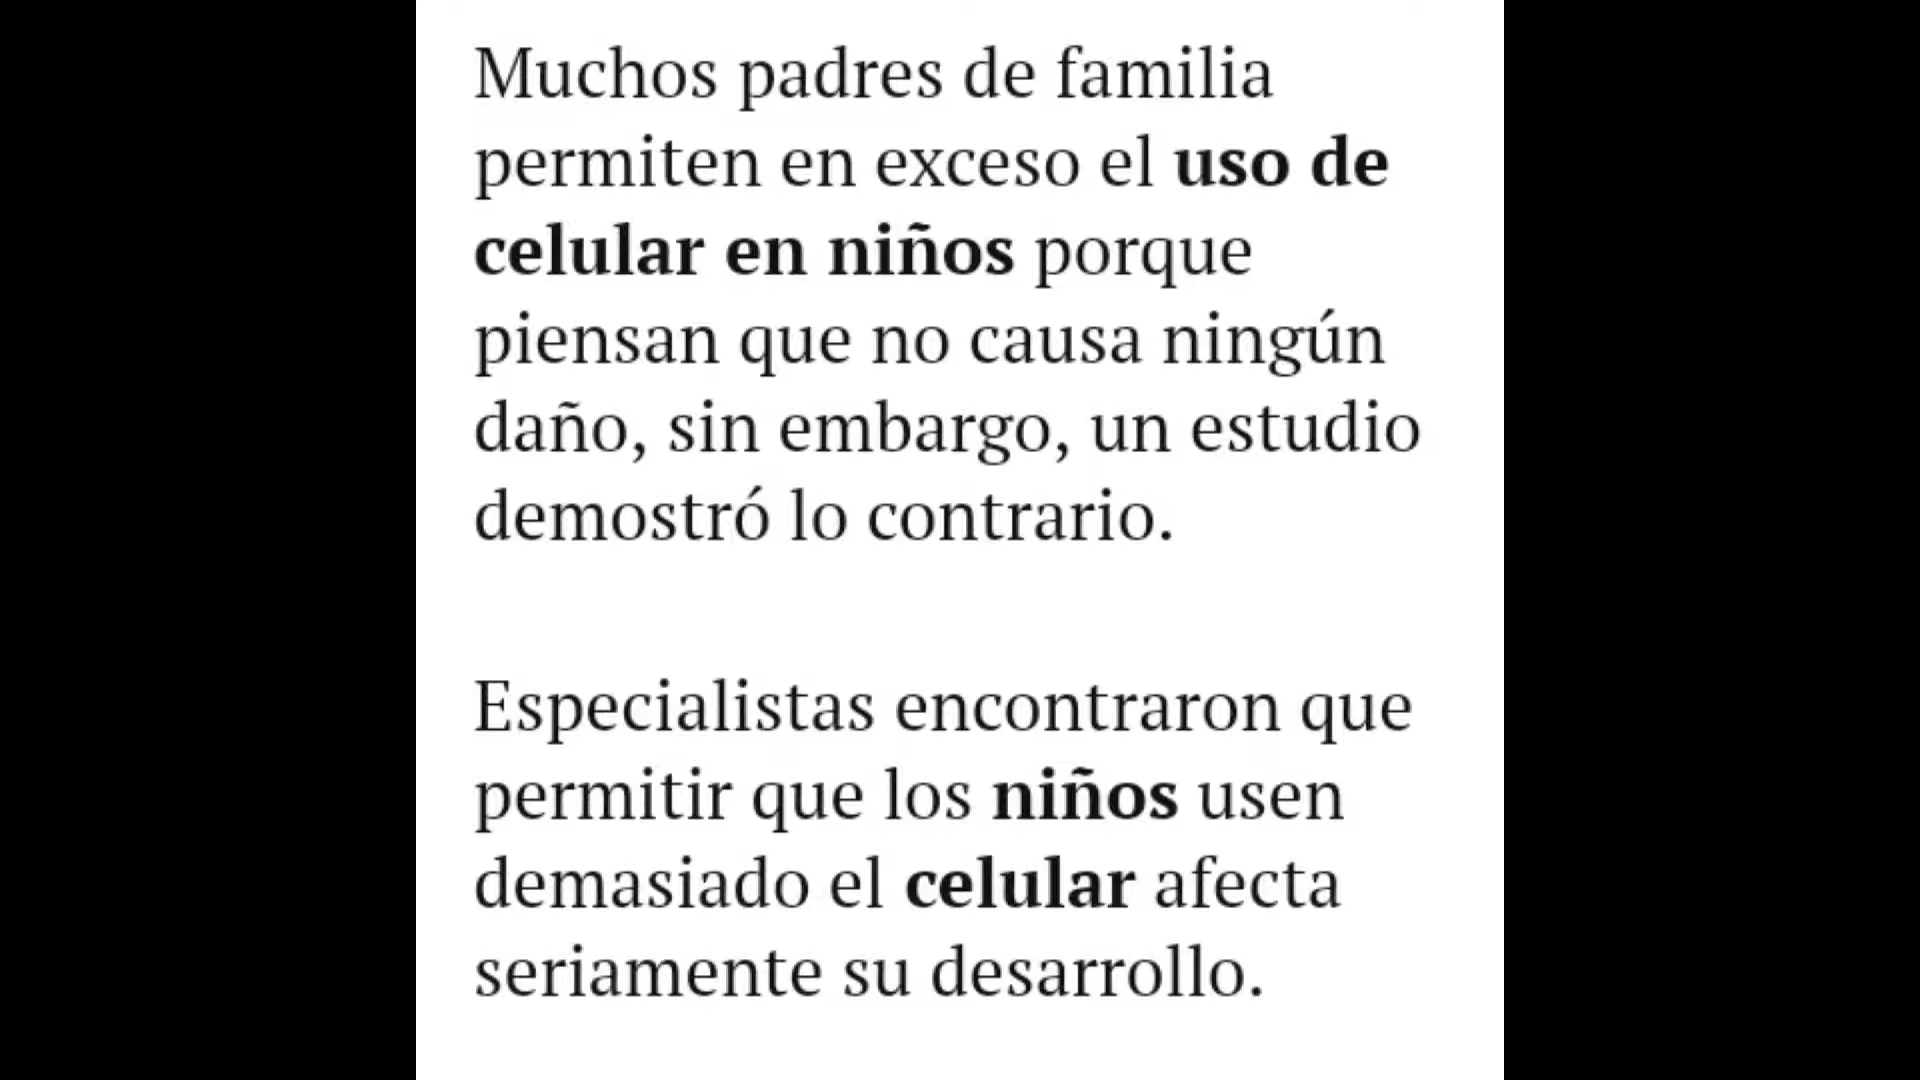 Muchos padres de familia
permiten en exceso el uso de
celular en niños porque
piensan que no causa ningún
daño, sin embargo, un estudio
demostró lo contrario.
Especialistas encontraron que
permitir que los niños usen
demasiado el celular afecta
seriamente su desarrollo.